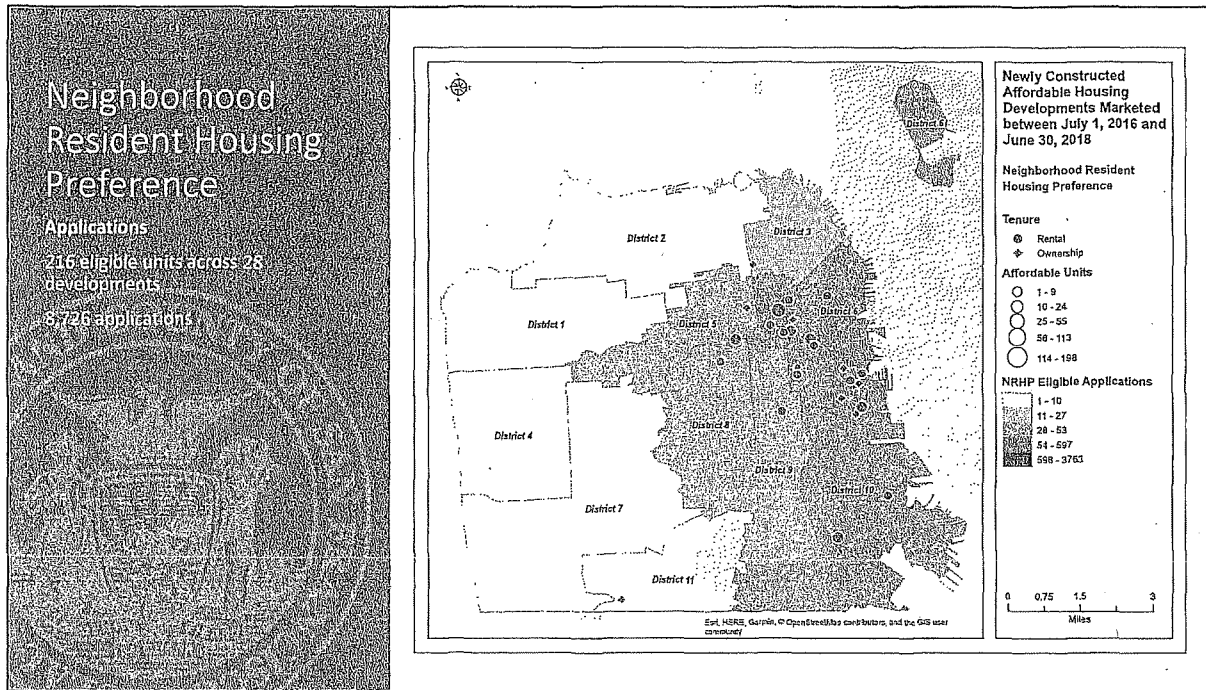 Neighborhood
Resident Housing
Preference
Applications
216 eligible units across 28
developments
8,726 applications
District 6
District 2
District 3
District 1
District 5
District 6
District 4
District 8
District 9
District 10
District 7
District 11
Esri, HERE, Garmin, © OpenStreetMap contributors, and the GIS user
community
Newly Constructed
Affordable Housing
Developments Marketed
between July 1, 2016 and
June 30, 2018
Neighborhood Resident
Housing Preference
Tenure
Rental
Ownership
Affordable Units
1 - 9
10 - 24
25 - 55
56 - 113
114 - 198
NRHP Eligible Applications
1 - 10
11 - 27
28 - 53
54 - 597
598 - 3763
0 0.75 1.5 3
Miles